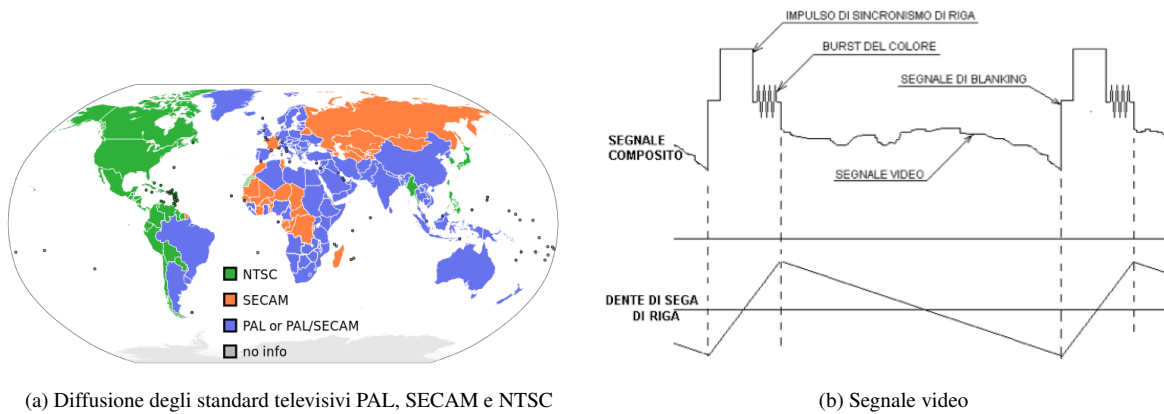 NTSC
SECAM
PAL or PAL/SECAM
no info
(a) Diffusione degli standard televisivi PAL, SECAM e NTSC
IMPULSO DI SINCRONISMO DI RIGA
BURST DEL COLORE
SEGNALE DI BLANKING
SEGNALE
COMPOSITO
SEGNALE VIDEO
DENTE DI SEGA
DI RIGA
(b) Segnale video